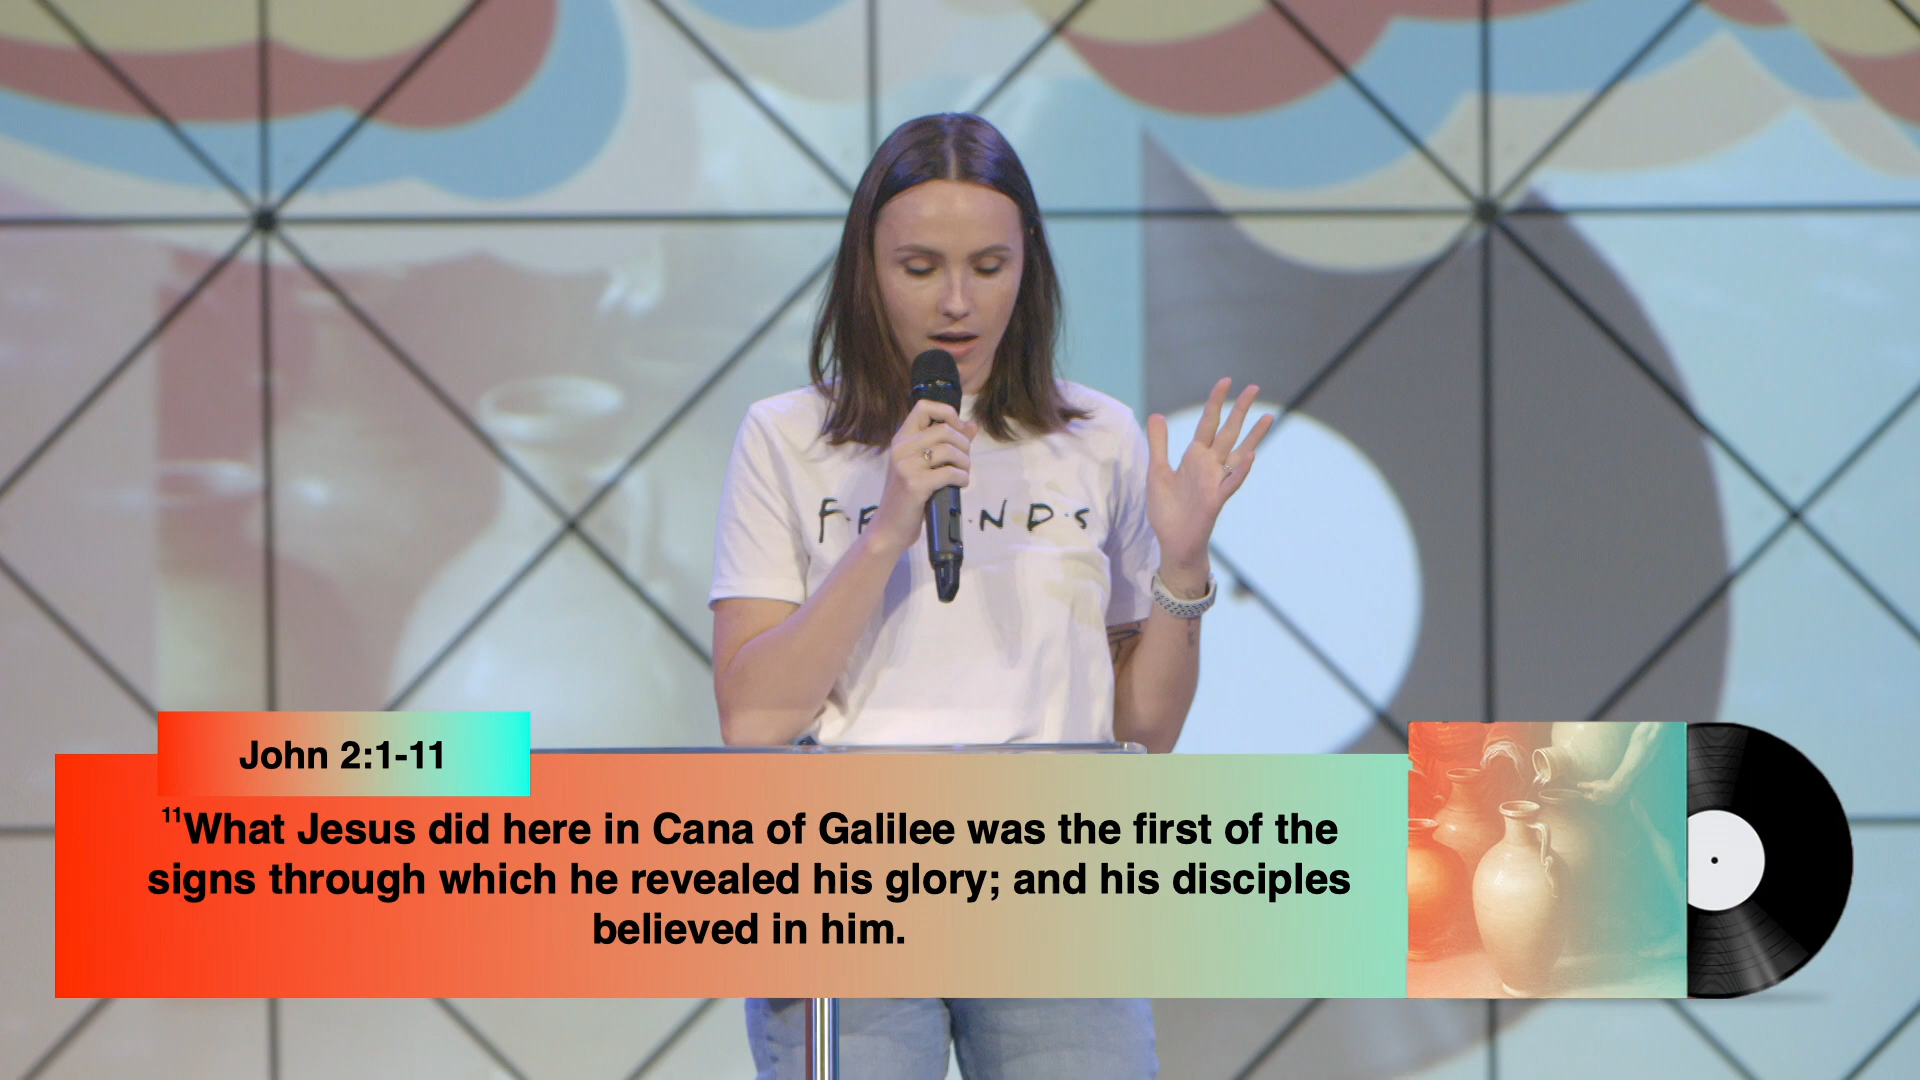 F·R ·N·D·S
John 2:1-11
¹¹What Jesus did here in Cana of Galilee was the first of the
signs through which he revealed his glory; and his disciples
believed in him.